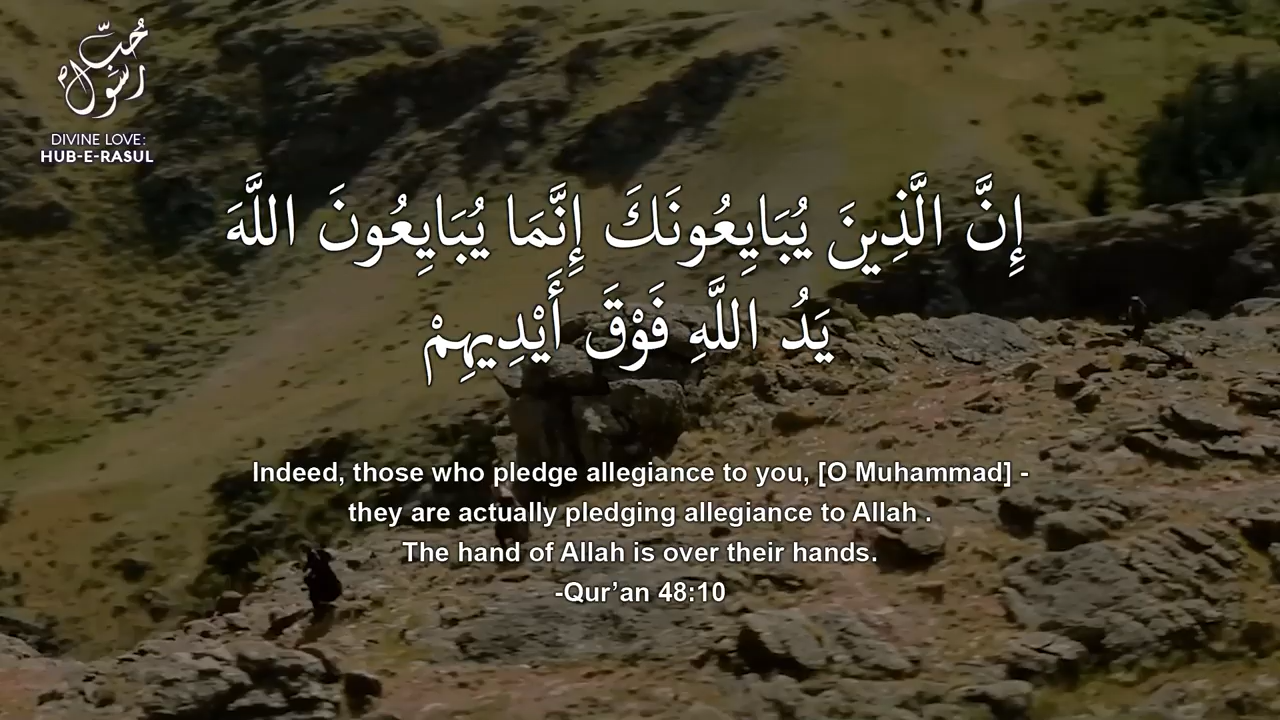 حُبِّ
رَسُول
DIVINE LOVE:
HUB-E-RASUL
إِنَّ الَّذِينَ يُبَايِعُونَكَ إِنَّمَا يُبَايِعُونَ اللَّهَ
يَدُ اللَّهِ فَوْقَ أَيْدِيهِمْ
Indeed, those who pledge allegiance to you, [O Muhammad] -
they are actually pledging allegiance to Allah .
The hand of Allah is over their hands.
-Qur’an 48:10